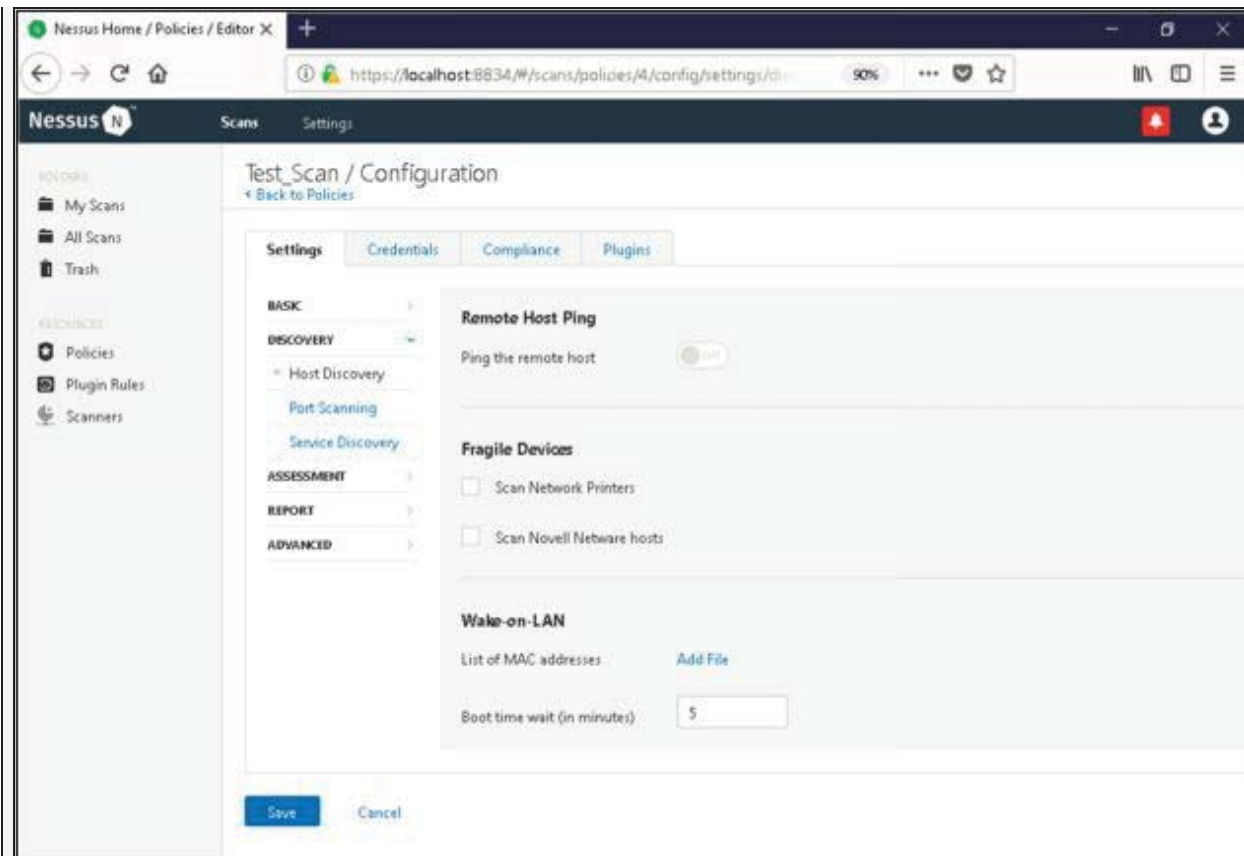 Nessus Home / Policies / Editor
https://localhost:8834/#/scans/policies/4/config/settings/di
90%
Nessus N
Scans
Settings
FOLDERS
My Scans
All Scans
Trash
RESOURCES
Policies
Plugin Rules
Scanners
Test_Scan / Configuration
Back to Policies
Settings
Credentials
Compliance
Plugins
BASIC
DISCOVERY
Host Discovery
Port Scanning
Service Discovery
ASSESSMENT
REPORT
ADVANCED
Remote Host Ping
Ping the remote host
Off
Fragile Devices
Scan Network Printers
Scan Novell Netware hosts
Wake-on-LAN
List of MAC addresses
Add File
Boot time wait (in minutes)
5
Save
Cancel